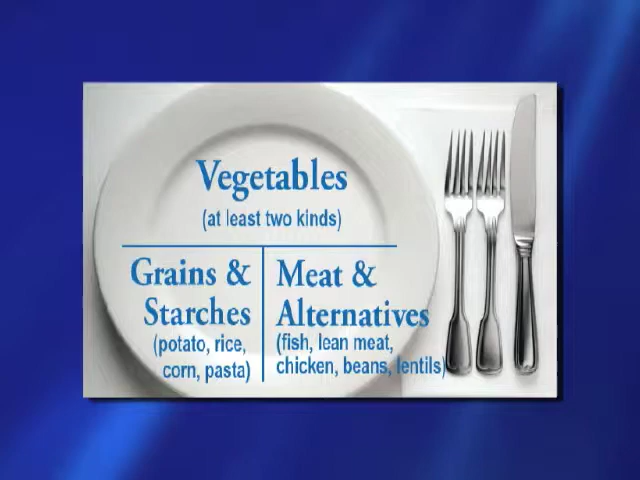 Vegetables
(at least two kinds)
Grains &
Starches
(potato, rice,
corn, pasta)
Meat &
Alternatives
(fish, lean meat,
chicken, beans, lentils)